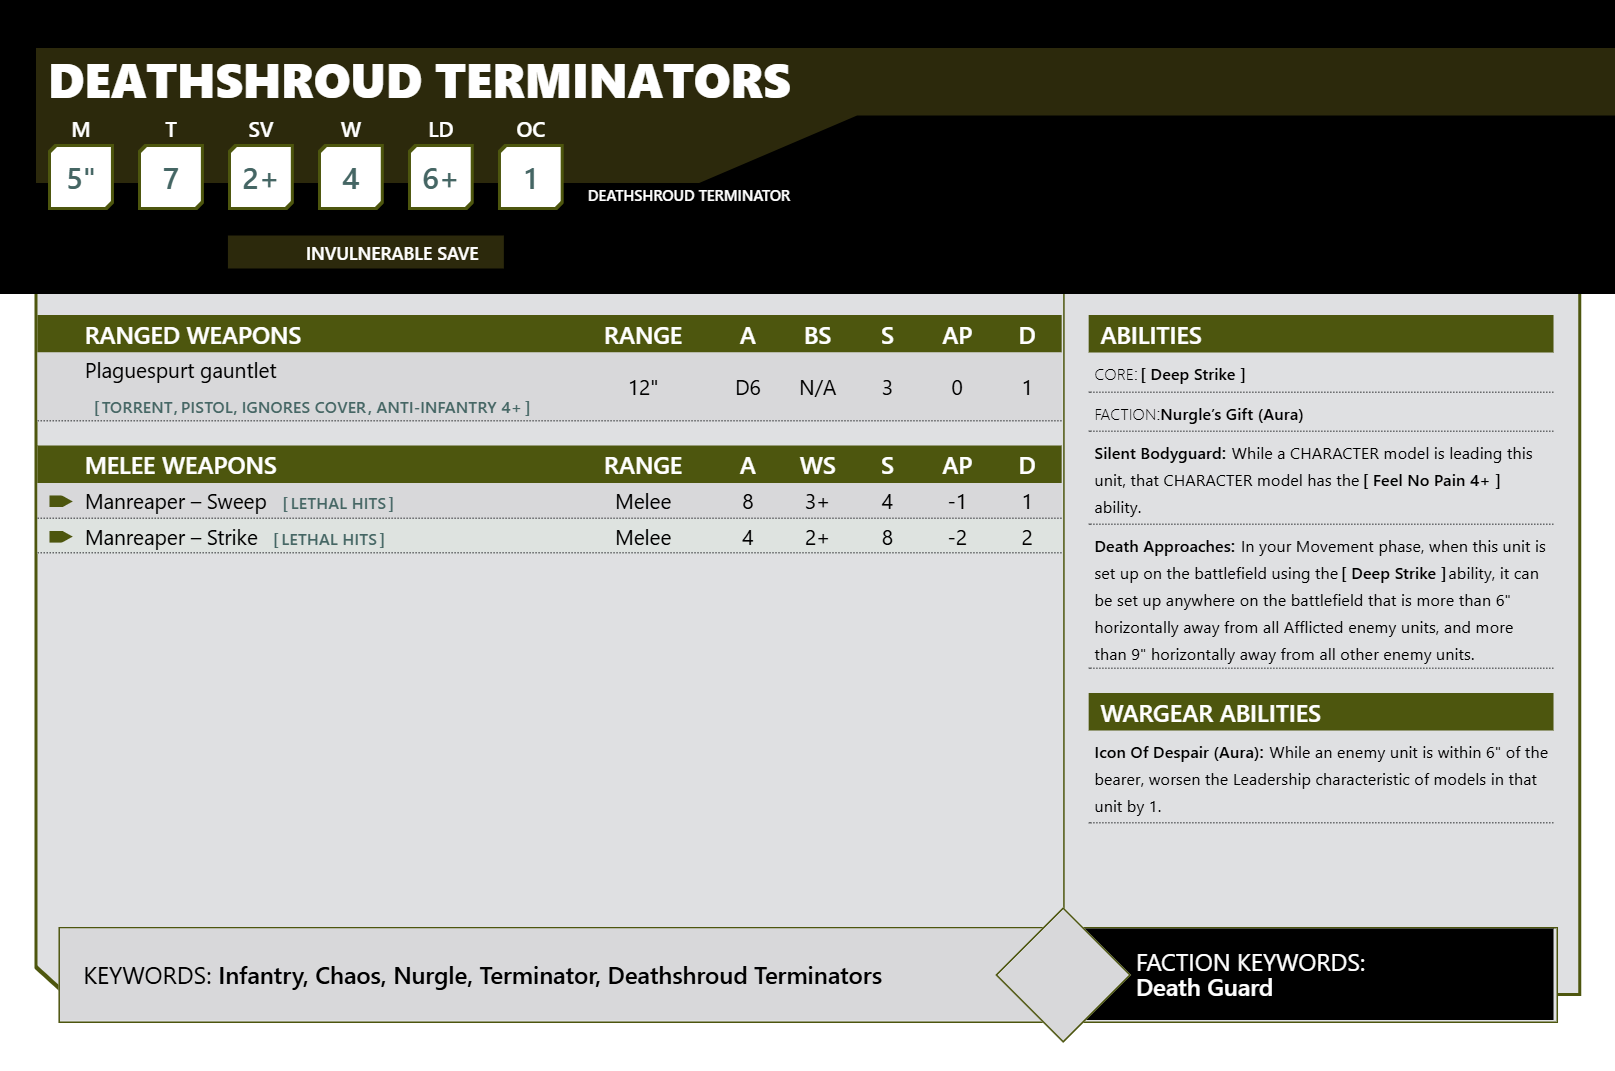 DEATHSHROUD TERMINATORS
M T SV W LD OC
5" 7 2+ 4 6+ 1
DEATHSHROUD TERMINATOR
INVULNERABLE SAVE
RANGED WEAPONS RANGE A BS S AP D
Plaguespurt gauntlet
12" D6 N/A 3 0 1
[TORRENT, PISTOL, IGNORES COVER, ANTI-INFANTRY 4+]
MELEE WEAPONS RANGE A WS S AP D
Manreaper – Sweep [LETHAL HITS] Melee 8 3+ 4 -1 1
Manreaper – Strike [LETHAL HITS] Melee 4 2+ 8 -2 2
ABILITIES
CORE: [ Deep Strike ]
FACTION:Nurgle’s Gift (Aura)
Silent Bodyguard: While a CHARACTER model is leading this
unit, that CHARACTER model has the [ Feel No Pain 4+ ]
ability.
Death Approaches: In your Movement phase, when this unit is
set up on the battlefield using the [ Deep Strike ] ability, it can
be set up anywhere on the battlefield that is more than 6"
horizontally away from all Afflicted enemy units, and more
than 9" horizontally away from all other enemy units.
WARGEAR ABILITIES
Icon Of Despair (Aura): While an enemy unit is within 6" of the
bearer, worsen the Leadership characteristic of models in that
unit by 1.
KEYWORDS: Infantry, Chaos, Nurgle, Terminator, Deathshroud Terminators
FACTION KEYWORDS:
Death Guard